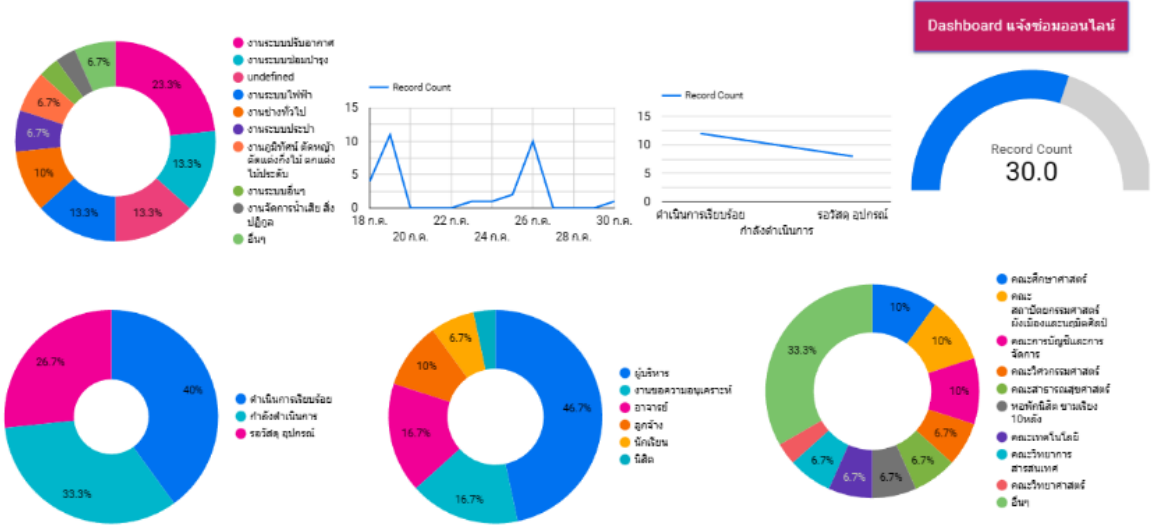 Dashboard แจ้งซ่อมออนไลน์
6.7%
23.3%
6.7%
6.7%
13.3%
10%
13.3%
13.3%
งานระบบปรับอากาศ
งานระบบซ่อมบำรุง
undefined
งานระบบไฟฟ้า
งานช่างทั่วไป
งานระบบประปา
งานภูมิทัศน์ ตัดหญ้า
ตัดแต่งกิ่งไม้ ตกแต่ง
ไม้ประดับ
งานระบบอื่นๆ
งานจัดการน้ำเสีย สิ่ง
ปฏิกูล
อื่นๆ
Record Count
15
10
5
0
18 ก.ค.
20 ก.ค.
22 ก.ค.
24 ก.ค.
26 ก.ค.
28 ก.ค.
30 ก.ค.
Record Count
15
10
5
0
ดำเนินการเรียบร้อย
กำลังดำเนินการ
รอวัสดุ อุปกรณ์
Record Count
30.0
26.7%
40%
33.3%
ดำเนินการเรียบร้อย
กำลังดำเนินการ
รอวัสดุ อุปกรณ์
6.7%
10%
46.7%
16.7%
16.7%
ผู้บริหาร
งานขอความอนุเคราะห์
อาจารย์
ลูกจ้าง
นักเรียน
นิสิต
10%
33.3%
10%
10%
6.7%
6.7%
6.7%
6.7%
6.7%
คณะศึกษาศาสตร์
คณะ
สถาปัตยกรรมศาสตร์
ผังเมืองและนฤมิตศิลป์
คณะการบัญชีและการ
จัดการ
คณะวิศวกรรมศาสตร์
คณะสาธารณสุขศาสตร์
หอพักนิสิต ขามเรียง
10หลัง
คณะเทคโนโลยี
คณะวิทยาการ
สารสนเทศ
คณะวิทยาศาสตร์
อื่นๆ